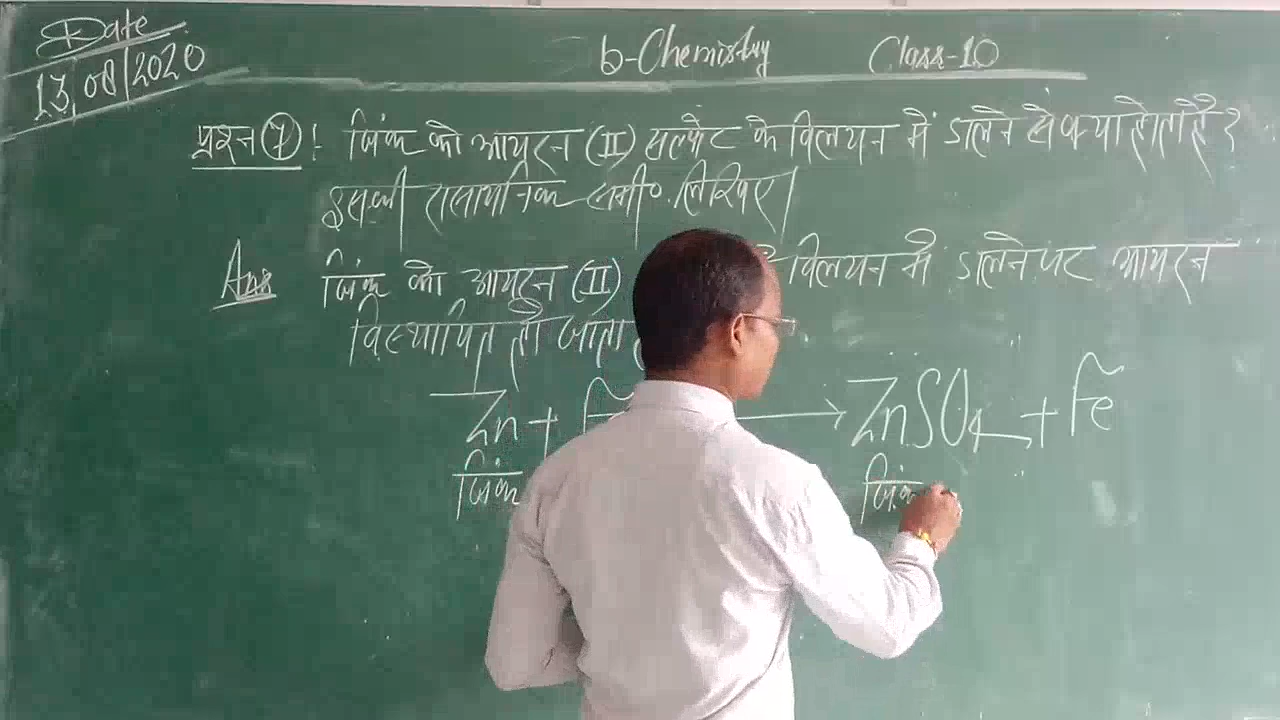 Date
13/08/2020
b-Chemistry Class-10
प्रश्न 7! जिंक को आयरन (II) सल्फेट के विलयन में डालने से क्या होता है?
इसकी रासायनिक समी० लिखिए।
Ans जिंक को आयरन (II) विलयन में डालने पर आयरन
विस्थापित हो जाता
Zn + → ZnSO4 + Fe
जिंक जिंक